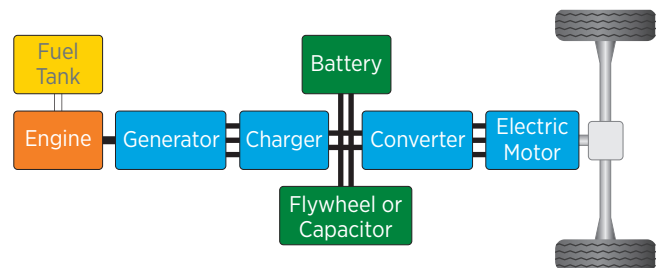 Fuel
Tank
Battery
Engine
Generator
Charger
Converter
Electric
Motor
Flywheel or
Capacitor